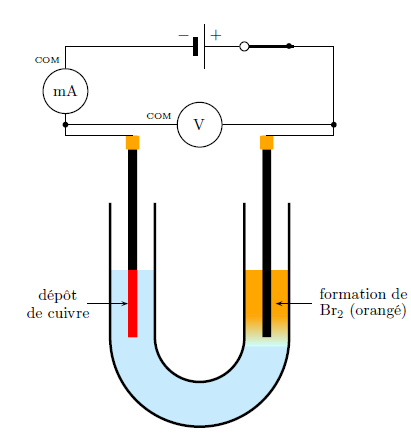 − +
COM
mA
COM
V
dépôt
de cuivre
formation de
Br₂ (orangé)